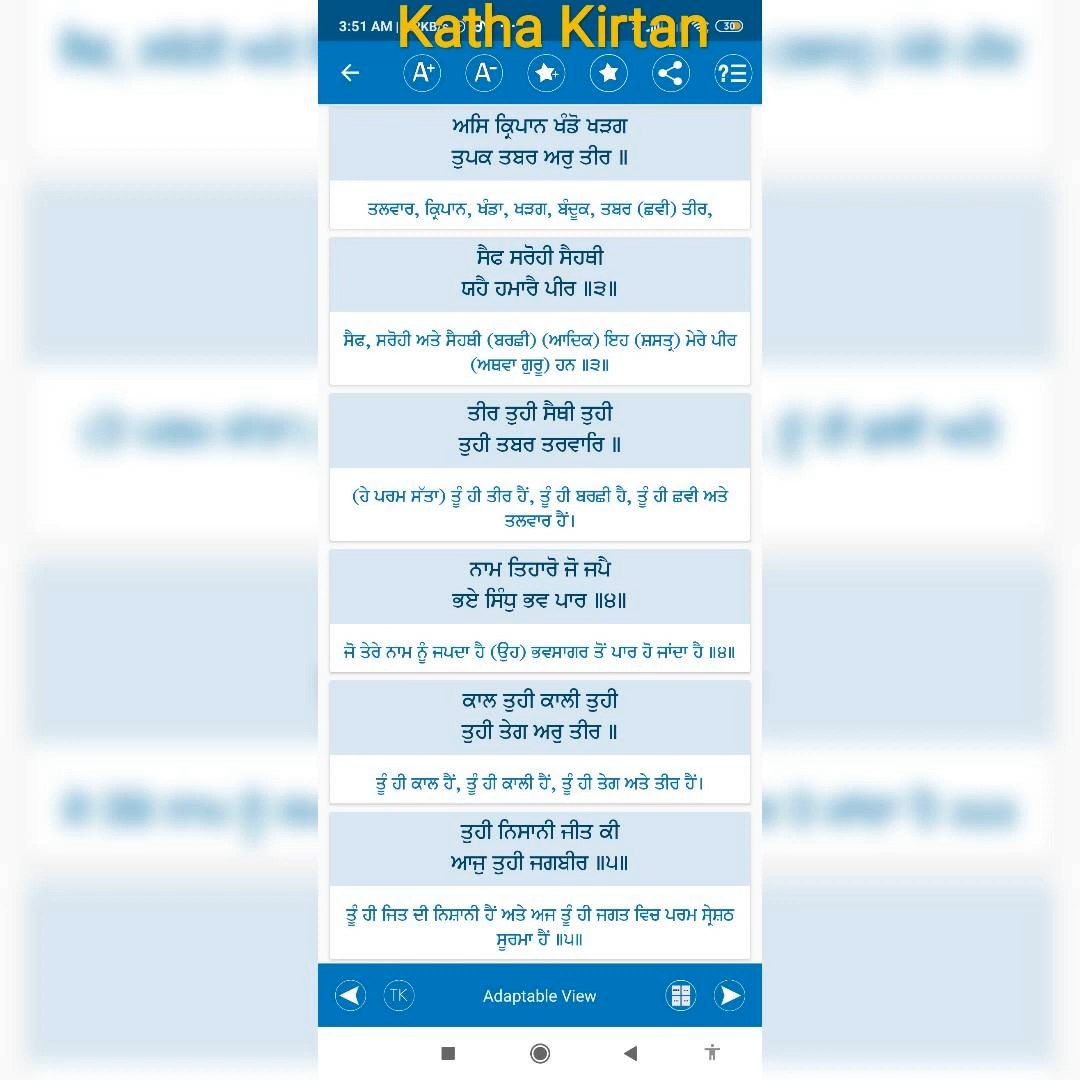 3:51 AM |
Katha Kirtan
30
A+ A-
ਅਸਿ ਕ੍ਰਿਪਾਨ ਖੰਡੋ ਖੜਗ
ਤੁਪਕ ਤਬਰ ਅਰੁ ਤੀਰ ॥
ਤਲਵਾਰ, ਕ੍ਰਿਪਾਨ, ਖੰਡਾ, ਖੜਗ, ਬੰਦੂਕ, ਤਬਰ (ਛਵੀ) ਤੀਰ,
ਸੈਫ ਸਰੋਹੀ ਸੈਹਥੀ
ਯਹੈ ਹਮਾਰੈ ਪੀਰ ॥੩॥
ਸੈਫ, ਸਰੋਹੀ ਅਤੇ ਸੈਹਥੀ (ਬਰਛੀ) (ਆਦਿਕ) ਇਹ (ਸ਼ਸਤ੍ਰ) ਮੇਰੇ ਪੀਰ
(ਅਥਵਾ ਗੁਰੂ) ਹਨ ॥੩॥
ਤੀਰ ਤੁਹੀ ਸੈਥੀ ਤੁਹੀ
ਤੁਹੀ ਤਬਰ ਤਰਵਾਰਿ ॥
(ਹੇ ਪਰਮ ਸੱਤਾ) ਤੂੰ ਹੀ ਤੀਰ ਹੈਂ, ਤੂੰ ਹੀ ਬਰਛੀ ਹੈ, ਤੂੰ ਹੀ ਛਵੀ ਅਤੇ
ਤਲਵਾਰ ਹੈਂ।
ਨਾਮ ਤਿਹਾਰੋ ਜੋ ਜਪੈ
ਭਏ ਸਿੰਧੁ ਭਵ ਪਾਰ ॥੪॥
ਜੋ ਤੇਰੇ ਨਾਮ ਨੂੰ ਜਪਦਾ ਹੈ (ਉਹ) ਭਵਸਾਗਰ ਤੋਂ ਪਾਰ ਹੋ ਜਾਂਦਾ ਹੈ ॥੪॥
ਕਾਲ ਤੁਹੀ ਕਾਲੀ ਤੁਹੀ
ਤੁਹੀ ਤੇਗ ਅਰੁ ਤੀਰ ॥
ਤੂੰ ਹੀ ਕਾਲ ਹੈਂ, ਤੂੰ ਹੀ ਕਾਲੀ ਹੈਂ, ਤੂੰ ਹੀ ਤੇਗ ਅਤੇ ਤੀਰ ਹੈਂ।
ਤੁਹੀ ਨਿਸਾਨੀ ਜੀਤ ਕੀ
ਆਜੁ ਤੁਹੀ ਜਗਬੀਰ ॥੫॥
ਤੂੰ ਹੀ ਜਿਤ ਦੀ ਨਿਸ਼ਾਨੀ ਹੈਂ ਅਤੇ ਅਜ ਤੂੰ ਹੀ ਜਗਤ ਵਿਚ ਪਰਮ ਸ੍ਰੇਸ਼ਠ
ਸੂਰਮਾ ਹੈਂ ॥੫॥
TK
Adaptable View